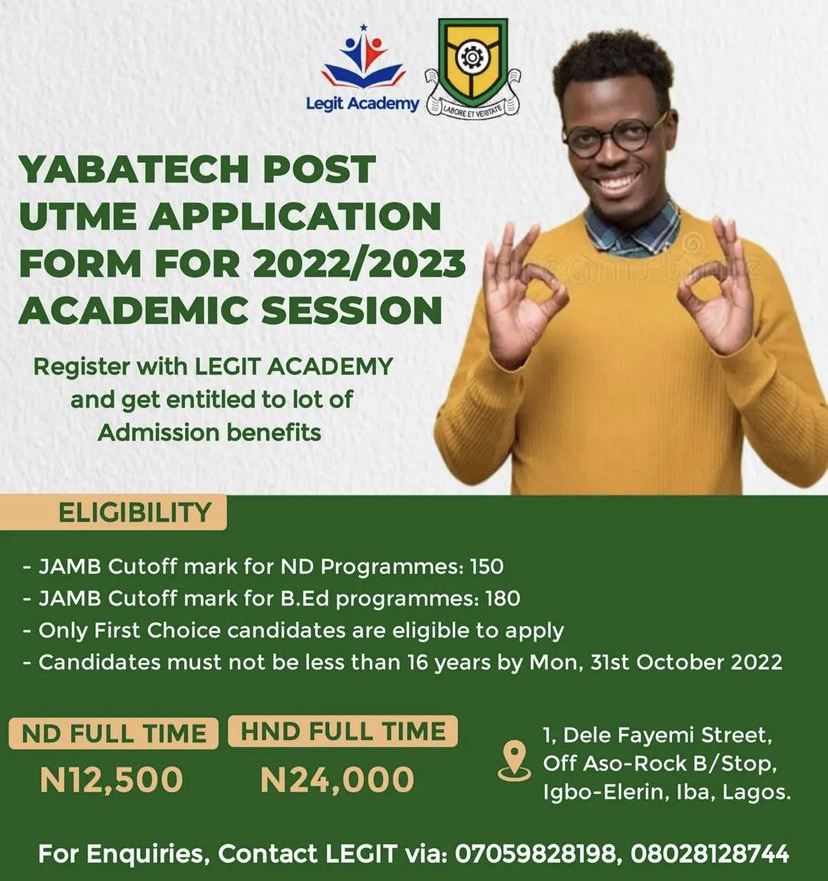 Legit Academy
LABORE ET VERITATE
YABATECH POST
UTME APPLICATION
FORM FOR 2022/2023
ACADEMIC SESSION
Register with LEGIT ACADEMY
and get entitled to lot of
Admission benefits
ELIGIBILITY
- JAMB Cutoff mark for ND Programmes: 150
- JAMB Cutoff mark for B.Ed programmes: 180
- Only First Choice candidates are eligible to apply
- Candidates must not be less than 16 years by Mon, 31st October 2022
ND FULL TIME
N12,500
HND FULL TIME
N24,000
1, Dele Fayemi Street,
Off Aso-Rock B/Stop,
Igbo-Elerin, Iba, Lagos.
For Enquiries, Contact LEGIT via: 07059828198, 08028128744